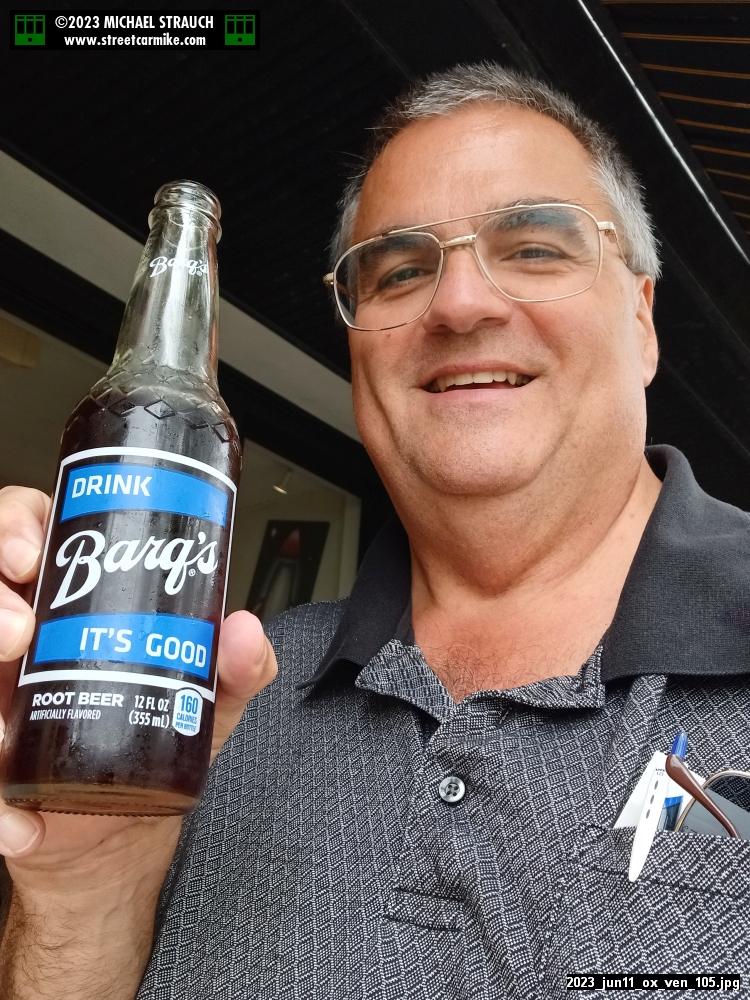 ©2023 MICHAEL STRAUCH
www.streetcarmike.com
Barq's
DRINK
Barq's®
IT'S GOOD
ROOT BEER
ARTIFICIALLY FLAVORED
12 FL OZ
(355 mL)
160
CALORIES
PER BOTTLE
2023_jun11_ox_ven_105.jpg